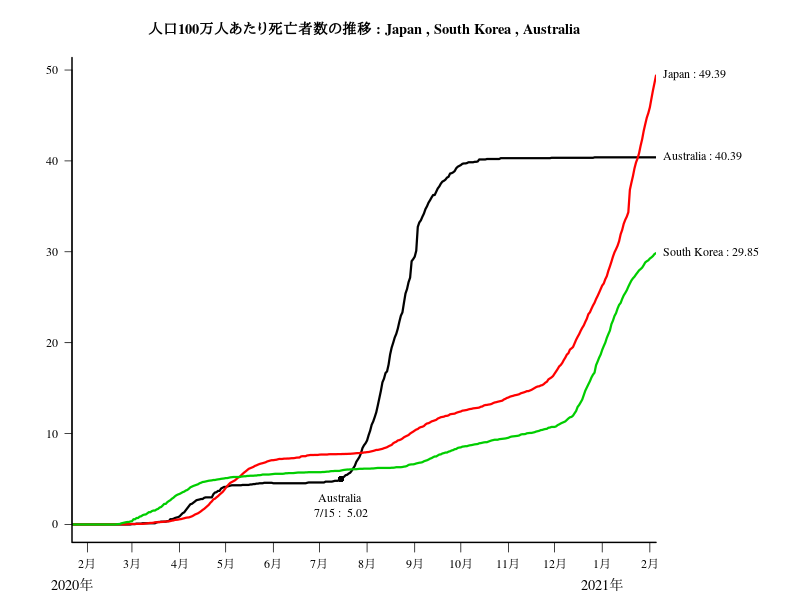 人口100万人あたり死亡者数の推移 : Japan , South Korea , Australia
50
40
30
20
10
0
Japan : 49.39
Australia : 40.39
South Korea : 29.85
Australia
7/15 : 5.02
2月 3月 4月 5月 6月 7月 8月 9月 10月 11月 12月 1月 2月
2020年 2021年